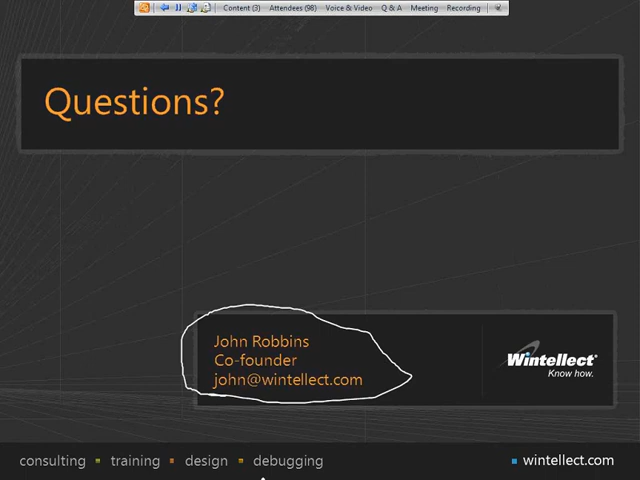 Content (3) Attendees (98) Voice & Video Q & A Meeting Recording
Questions?
John Robbins
Co-founder
john@wintellect.com
Wintellect®
Know how.
consulting training design debugging wintellect.com